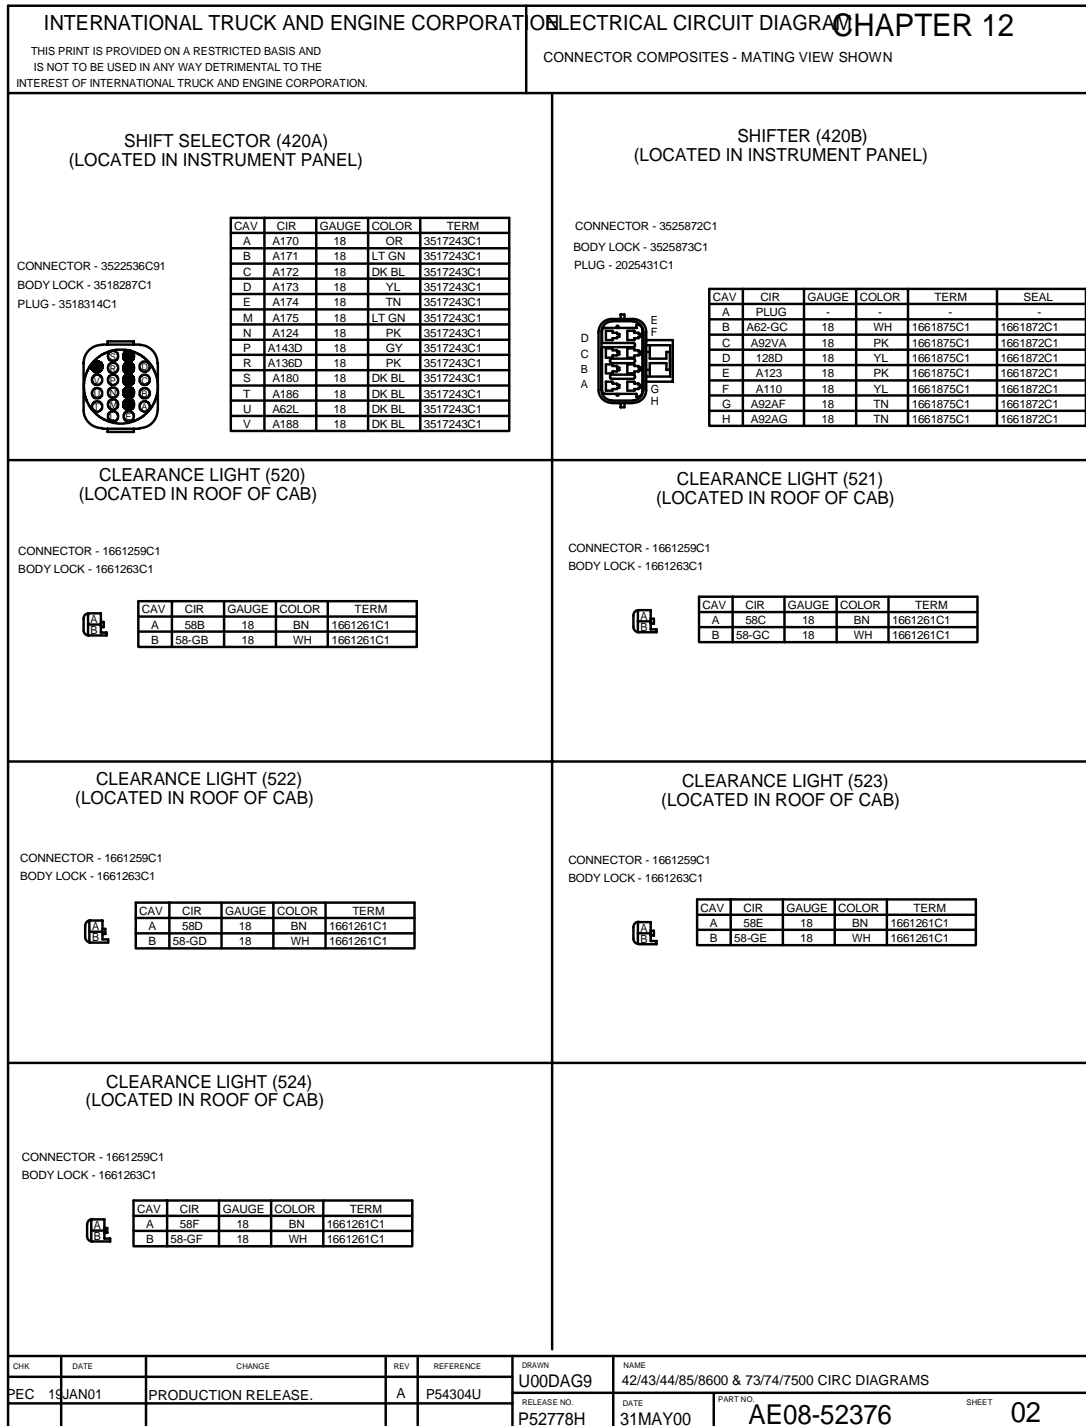 INTERNATIONAL TRUCK AND ENGINE CORPORATION
THIS PRINT IS PROVIDED ON A RESTRICTED BASIS AND
IS NOT TO BE USED IN ANY WAY DETRIMENTAL TO THE
INTEREST OF INTERNATIONAL TRUCK AND ENGINE CORPORATION.
ELECTRICAL CIRCUIT DIAGRAM
CHAPTER 12
CONNECTOR COMPOSITES - MATING VIEW SHOWN
SHIFT SELECTOR (420A)
(LOCATED IN INSTRUMENT PANEL)
CONNECTOR - 3522536C91
BODY LOCK - 3518287C1
PLUG - 3518314C1
CAV CIR GAUGE COLOR TERM
A A170 18 OR 3517243C1
B A171 18 LT GN 3517243C1
C A172 18 DK BL 3517243C1
D A173 18 YL 3517243C1
E A174 18 TN 3517243C1
M A175 18 LT GN 3517243C1
N A124 18 PK 3517243C1
P A143D 18 GY 3517243C1
R A136D 18 PK 3517243C1
S A180 18 DK BL 3517243C1
T A186 18 DK BL 3517243C1
U A62L 18 DK BL 3517243C1
V A188 18 DK BL 3517243C1
SHIFTER (420B)
(LOCATED IN INSTRUMENT PANEL)
CONNECTOR - 3525872C1
BODY LOCK - 3525873C1
PLUG - 2025431C1
D
C
B
A
E
F
G
H
CAV CIR GAUGE COLOR TERM SEAL
A PLUG - - - -
B A62-GC 18 WH 1661875C1 1661872C1
C A92VA 18 PK 1661875C1 1661872C1
D 128D 18 YL 1661875C1 1661872C1
E A123 18 PK 1661875C1 1661872C1
F A110 18 YL 1661875C1 1661872C1
G A92AF 18 TN 1661875C1 1661872C1
H A92AG 18 TN 1661875C1 1661872C1
CLEARANCE LIGHT (520)
(LOCATED IN ROOF OF CAB)
CONNECTOR - 1661259C1
BODY LOCK - 1661263C1
A
B
CAV CIR GAUGE COLOR TERM
A 58B 18 BN 1661261C1
B 58-GB 18 WH 1661261C1
CLEARANCE LIGHT (521)
(LOCATED IN ROOF OF CAB)
CONNECTOR - 1661259C1
BODY LOCK - 1661263C1
A
B
CAV CIR GAUGE COLOR TERM
A 58C 18 BN 1661261C1
B 58-GC 18 WH 1661261C1
CLEARANCE LIGHT (522)
(LOCATED IN ROOF OF CAB)
CONNECTOR - 1661259C1
BODY LOCK - 1661263C1
A
B
CAV CIR GAUGE COLOR TERM
A 58D 18 BN 1661261C1
B 58-GD 18 WH 1661261C1
CLEARANCE LIGHT (523)
(LOCATED IN ROOF OF CAB)
CONNECTOR - 1661259C1
BODY LOCK - 1661263C1
A
B
CAV CIR GAUGE COLOR TERM
A 58E 18 BN 1661261C1
B 58-GE 18 WH 1661261C1
CLEARANCE LIGHT (524)
(LOCATED IN ROOF OF CAB)
CONNECTOR - 1661259C1
BODY LOCK - 1661263C1
A
B
CAV CIR GAUGE COLOR TERM
A 58F 18 BN 1661261C1
B 58-GF 18 WH 1661261C1
CHK DATE CHANGE REV REFERENCE
PEC 19JAN01 PRODUCTION RELEASE. A P54304U
DRAWN
U00DAG9
NAME
42/43/44/85/8600 & 73/74/7500 CIRC DIAGRAMS
RELEASE NO.
P52778H
DATE
31MAY00
PART NO.
AE08-52376
SHEET 02